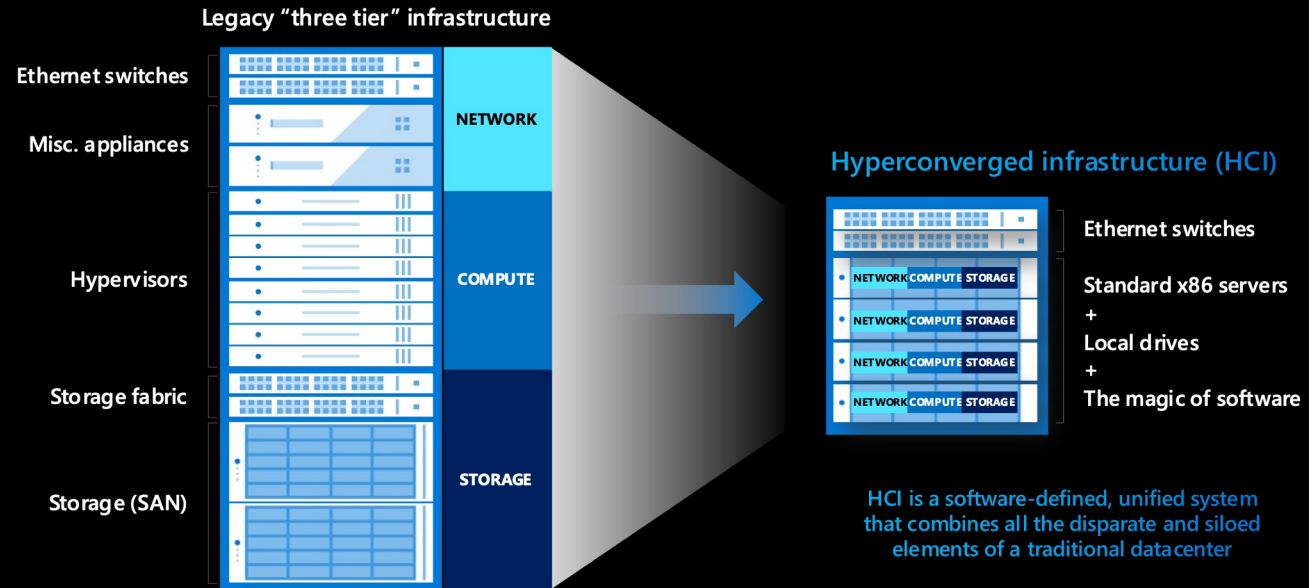 Legacy “three tier” infrastructure
Ethernet switches
Misc. appliances
Hypervisors
Storage fabric
Storage (SAN)
NETWORK
COMPUTE
STORAGE
Hyperconverged infrastructure (HCI)
NETWORK COMPUTE STORAGE
NETWORK COMPUTE STORAGE
NETWORK COMPUTE STORAGE
NETWORK COMPUTE STORAGE
Ethernet switches
Standard x86 servers
+
Local drives
+
The magic of software
HCI is a software-defined, unified system
that combines all the disparate and siloed
elements of a traditional datacenter